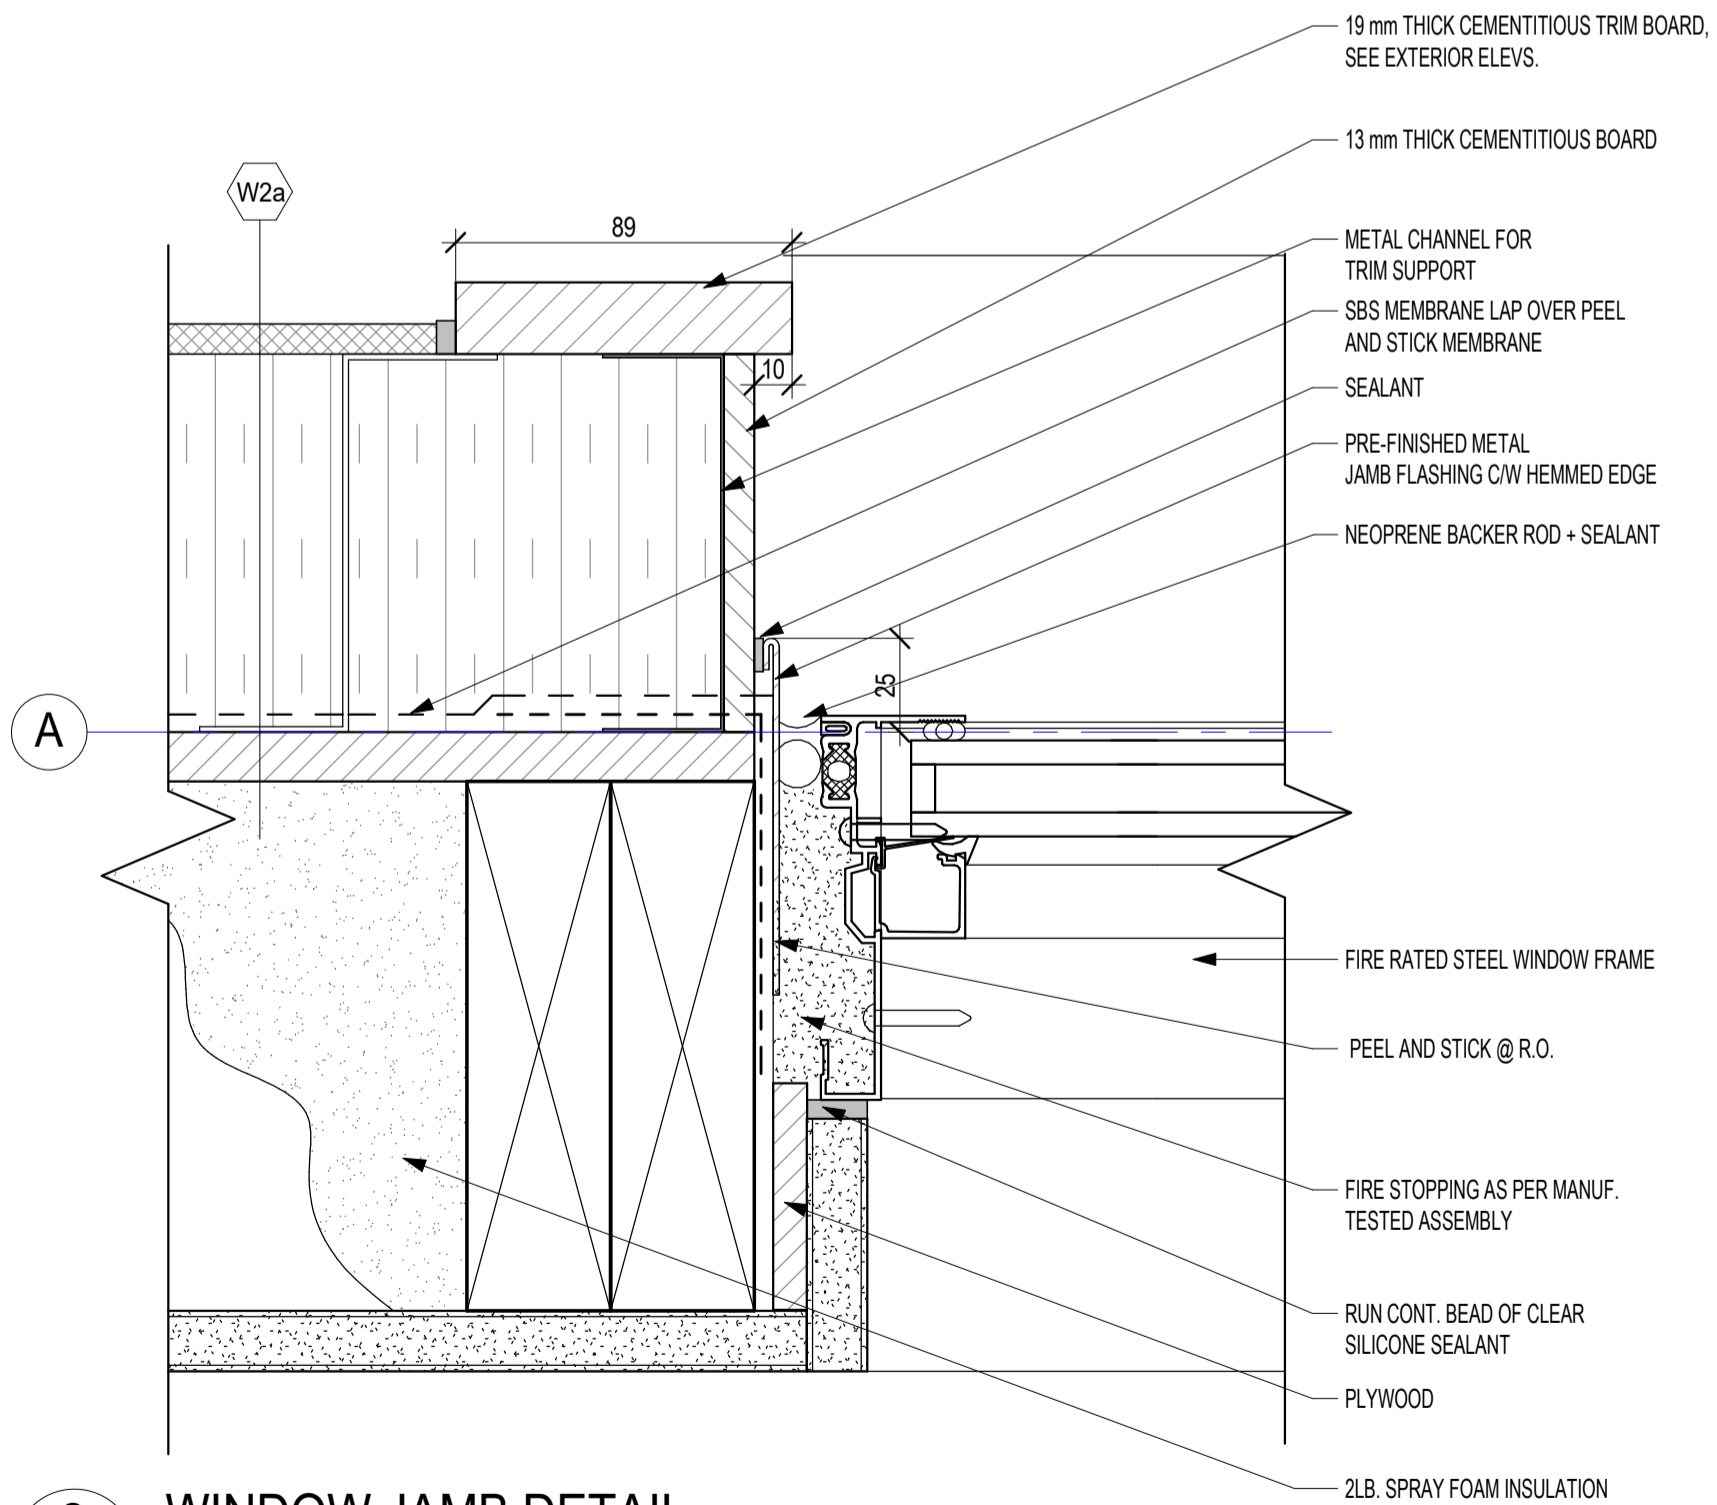 19 mm THICK CEMENTITIOUS TRIM BOARD,
SEE EXTERIOR ELEVS.
13 mm THICK CEMENTITIOUS BOARD
W2a
89
METAL CHANNEL FOR
TRIM SUPPORT
SBS MEMBRANE LAP OVER PEEL
AND STICK MEMBRANE
10
SEALANT
PRE-FINISHED METAL
JAMB FLASHING C/W HEMMED EDGE
NEOPRENE BACKER ROD + SEALANT
25
A
FIRE RATED STEEL WINDOW FRAME
PEEL AND STICK @ R.O.
FIRE STOPPING AS PER MANUF.
TESTED ASSEMBLY
RUN CONT. BEAD OF CLEAR
SILICONE SEALANT
PLYWOOD
2LB. SPRAY FOAM INSULATION
WINDOW JAMB DETAIL